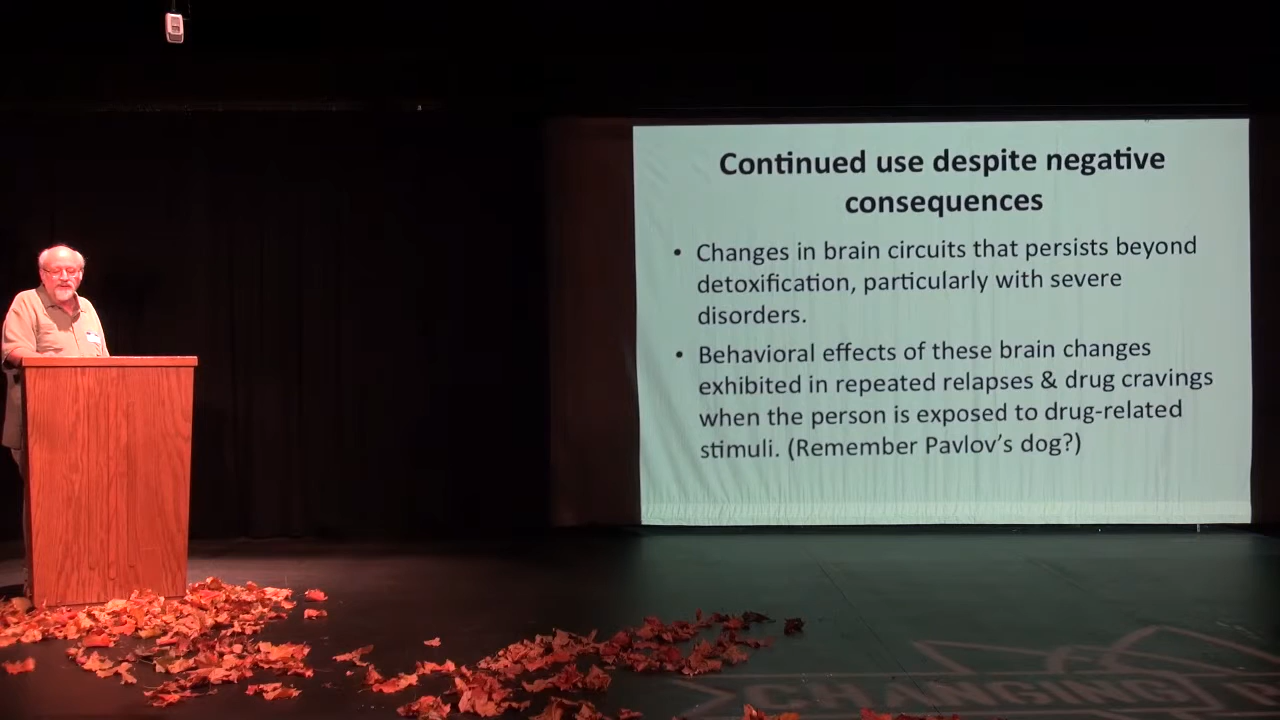 Continued use despite negative
consequences
• Changes in brain circuits that persists beyond
detoxification, particularly with severe
disorders.
• Behavioral effects of these brain changes
exhibited in repeated relapses & drug cravings
when the person is exposed to drug-related
stimuli. (Remember Pavlov's dog?)
CHANGING